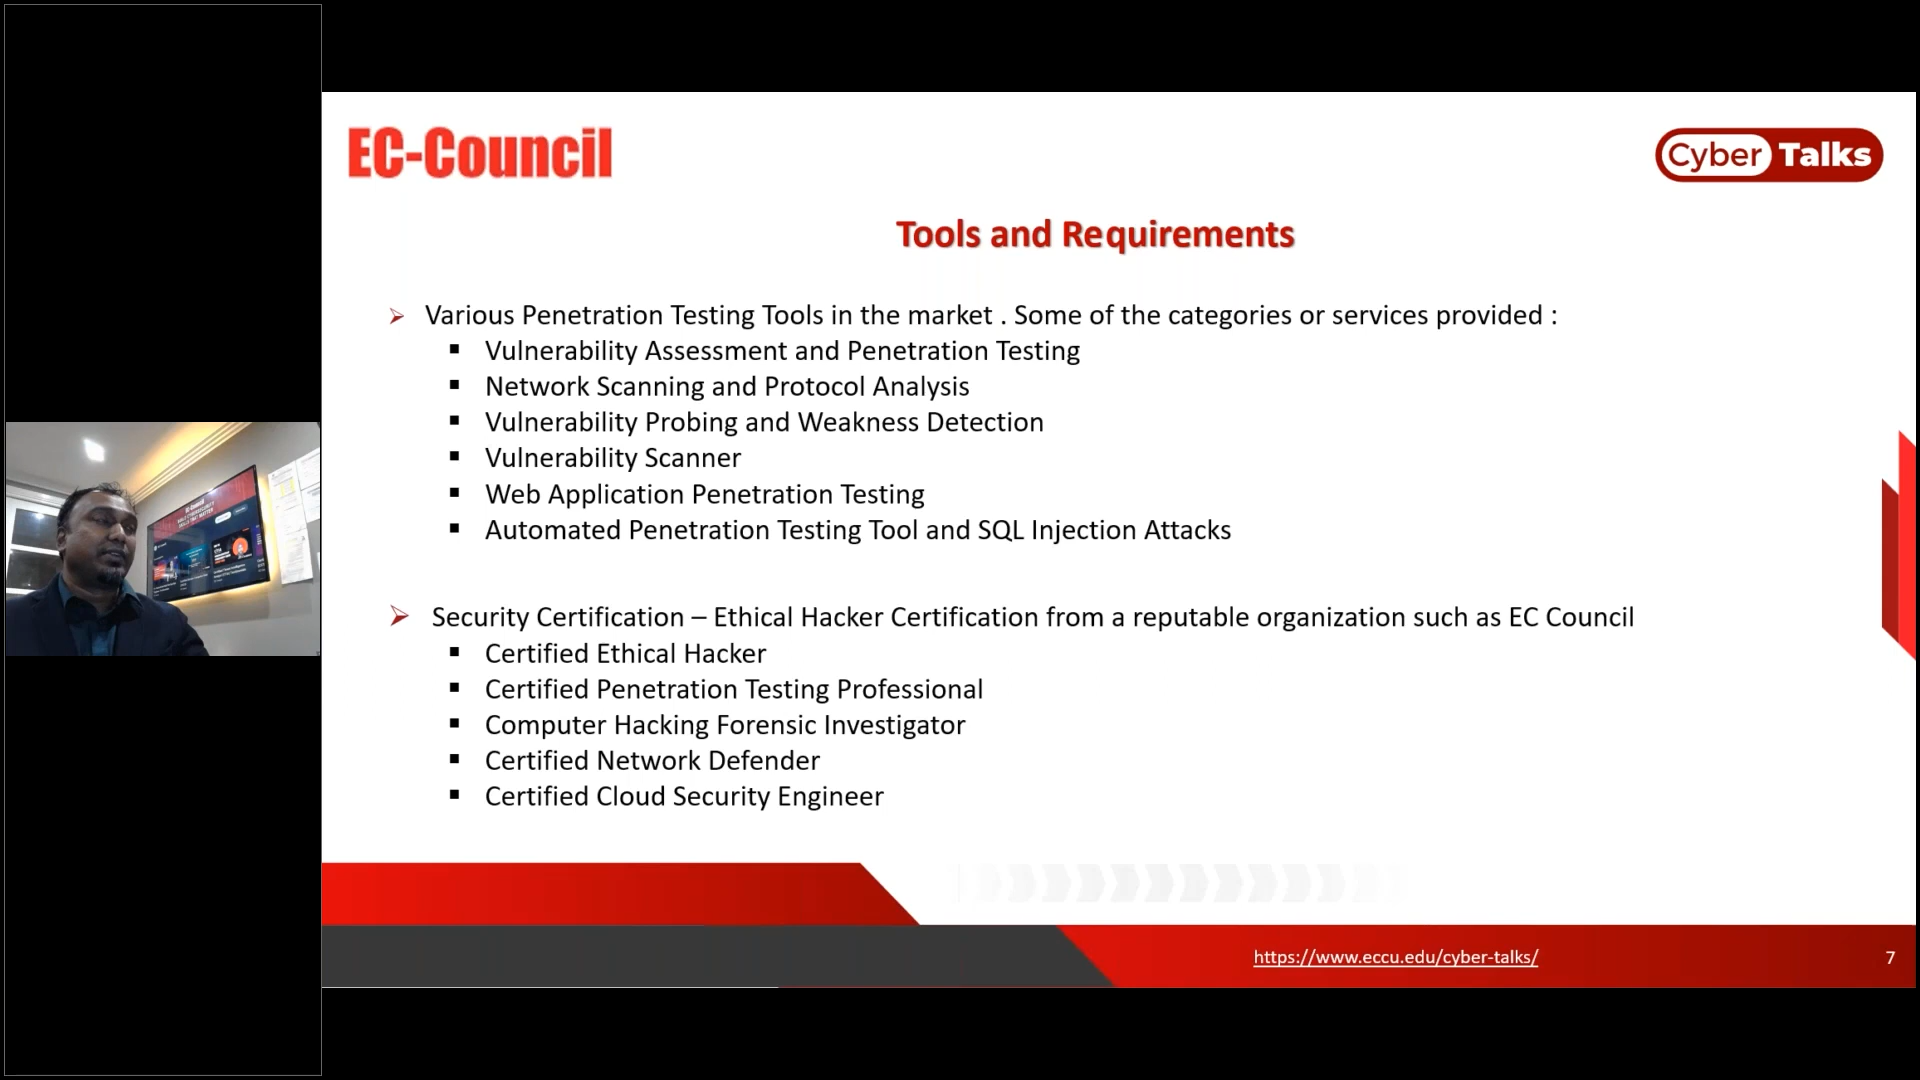 EC-Council
Cyber Talks
Tools and Requirements
Various Penetration Testing Tools in the market . Some of the categories or services provided :
Vulnerability Assessment and Penetration Testing
Network Scanning and Protocol Analysis
Vulnerability Probing and Weakness Detection
Vulnerability Scanner
Web Application Penetration Testing
Automated Penetration Testing Tool and SQL Injection Attacks
Security Certification – Ethical Hacker Certification from a reputable organization such as EC Council
Certified Ethical Hacker
Certified Penetration Testing Professional
Computer Hacking Forensic Investigator
Certified Network Defender
Certified Cloud Security Engineer
https://www.eccu.edu/cyber-talks/
7